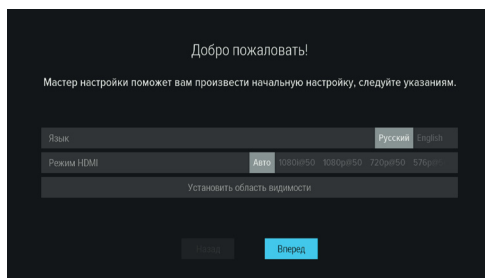 Добро пожаловать!
Мастер настройки поможет вам произвести начальную настройку, следуйте указаниям.
Язык Русский English
Режим HDMI Авто 1080i@50 1080p@50 720p@50 576p@
Установить область видимости
Назад Вперед